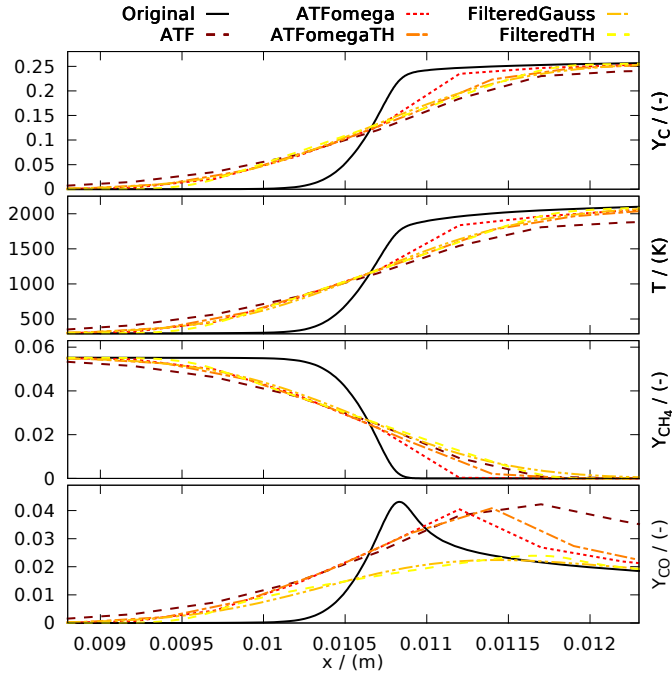 Original ATFomega FilteredGauss
ATF ATFomegaTH FilteredTH
0.25
0.2
0.15
0.1
0.05
0
Y_C / (-)
2000
1500
1000
500
T / (K)
0.06
0.04
0.02
0
Y_CH4 / (-)
0.04
0.03
0.02
0.01
0
Y_CO / (-)
0.009 0.0095 0.01 0.0105 0.011 0.0115 0.012
x / (m)